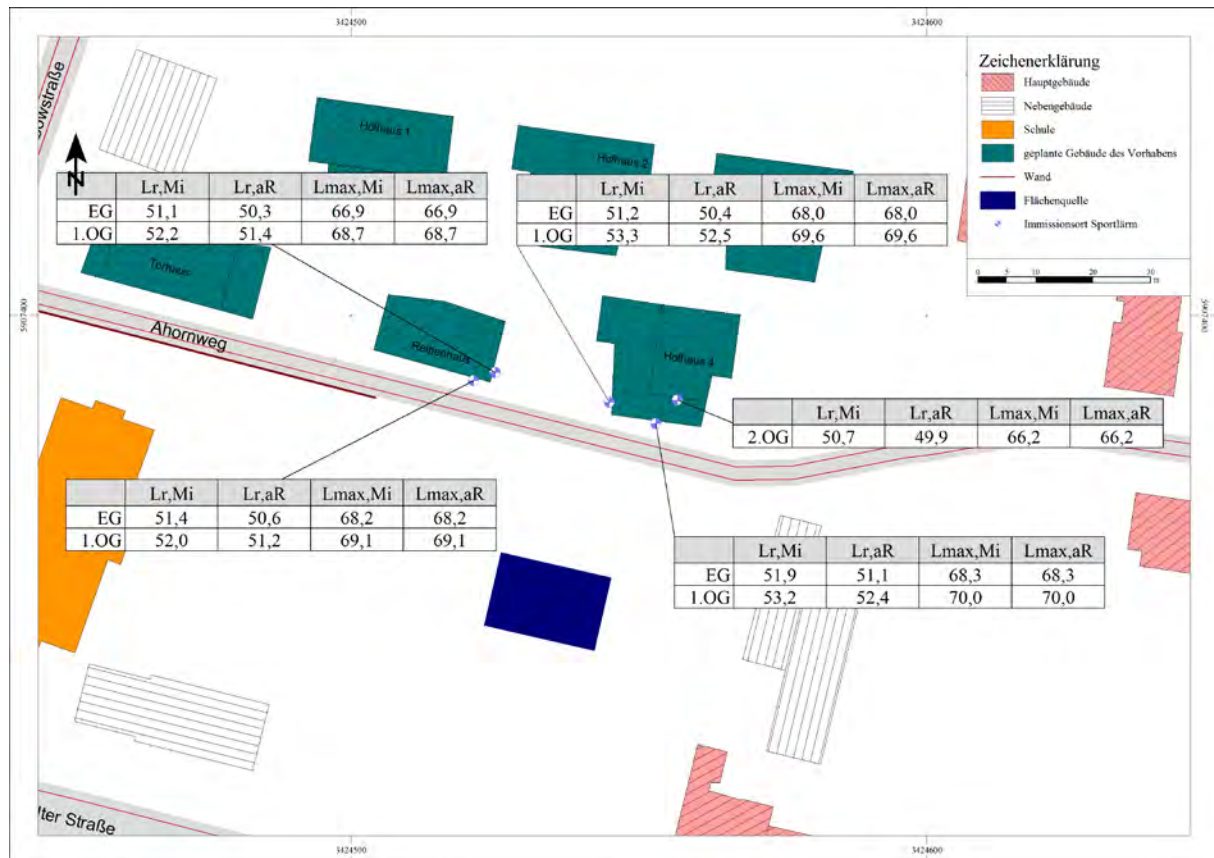 3424500
3424600
sowstraße
Zeichenerklärung
Hauptgebäude
Nebengebäude
Schule
geplante Gebäude des Vorhabens
Wand
Flächenquelle
Immissionsort Sportlärm
0 5 10 20 30
m
N
Hofhaus 1
Hofhaus 2
Lr,Mi Lr,aR Lmax,Mi Lmax,aR
EG 51,1 50,3 66,9 66,9
1.OG 52,2 51,4 68,7 68,7
Lr,Mi Lr,aR Lmax,Mi Lmax,aR
EG 51,2 50,4 68,0 68,0
1.OG 53,3 52,5 69,6 69,6
Torhaus
5907400
5907400
Ahornweg
Reihenhaus
Hofhaus 4
Lr,Mi Lr,aR Lmax,Mi Lmax,aR
2.OG 50,7 49,9 66,2 66,2
Lr,Mi Lr,aR Lmax,Mi Lmax,aR
EG 51,4 50,6 68,2 68,2
1.OG 52,0 51,2 69,1 69,1
Lr,Mi Lr,aR Lmax,Mi Lmax,aR
EG 51,9 51,1 68,3 68,3
1.OG 53,2 52,4 70,0 70,0
lter Straße
3424500
3424600